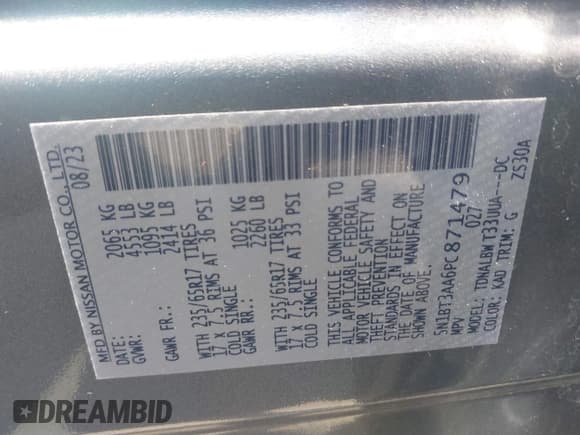 MFD BY NISSAN MOTOR CO., LTD.
DATE: 08/23
GVWR: 2065 KG
4553 LB
GAWR FR.: 1095 KG
2414 LB
WITH 235/65R17 TIRES
17 X 7.5 RIMS AT 36 PSI
COLD SINGLE
GAWR RR.: 1025 KG
2260 LB
WITH 235/65R17 TIRES
17 X 7.5 RIMS AT 33 PSI
COLD SINGLE
THIS VEHICLE CONFORMS TO
ALL APPLICABLE FEDERAL
MOTOR VEHICLE SAFETY AND
THEFT PREVENTION
STANDARDS IN EFFECT ON
THE DATE OF MANUFACTURE
SHOWN ABOVE.
5N1BT3AA6PC871479
MPV 027
MODEL: TDMALBWT33UUA----DC
COLOR: KAD TRIM: G ZS30A
DREAMBID